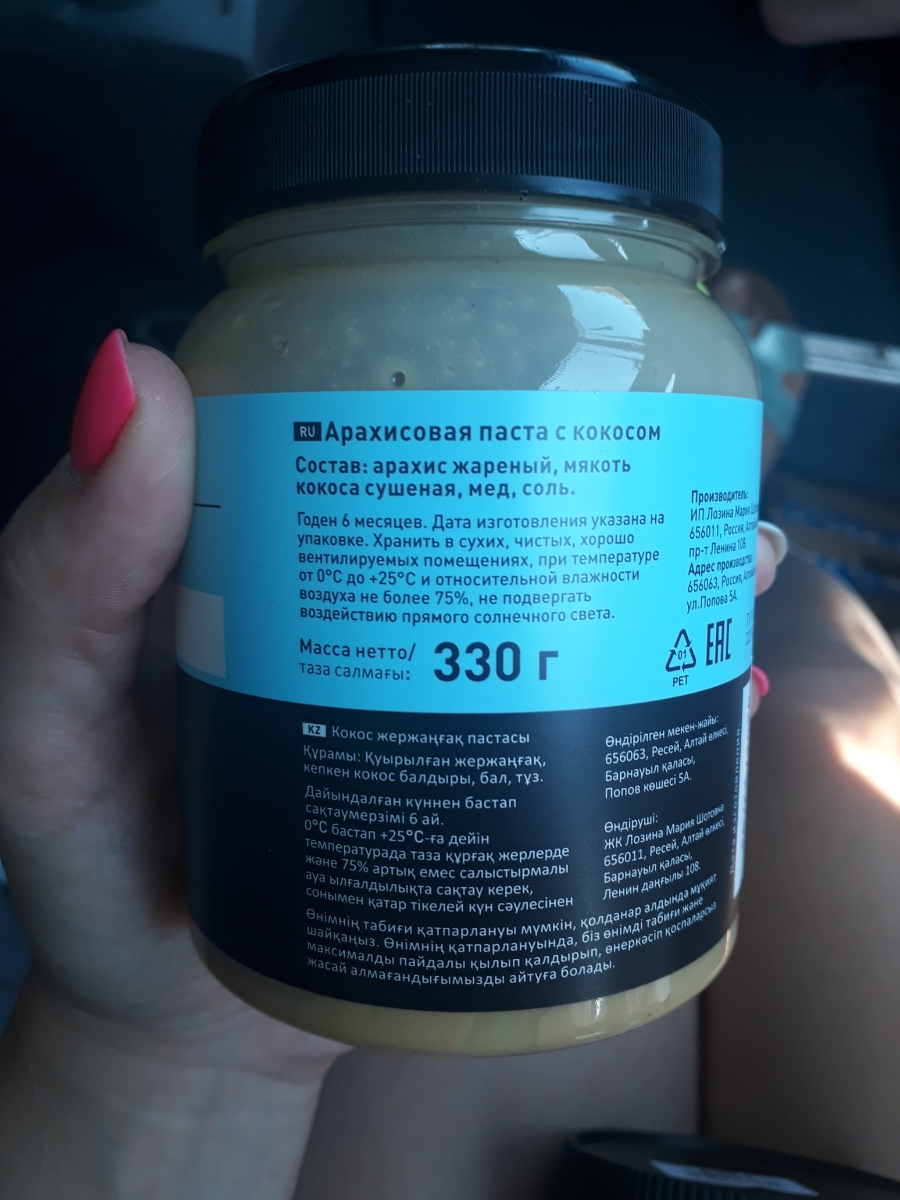 RU Арахисовая паста с кокосом
Состав: арахис жареный, мякоть
кокоса сушеная, мед, соль.
Годен 6 месяцев. Дата изготовления указана на
упаковке. Хранить в сухих, чистых, хорошо
вентилируемых помещениях, при температуре
от 0°С до +25°С и относительной влажности
воздуха не более 75%, не подвергать
воздействию прямого солнечного света.
Масса нетто/
таза салмағы:
330 г
Производитель:
ИП Лозина Мария
656011, Россия,
пр-т Ленина 108.
Адрес
656063, Россия,
ул.Попова 5А.
01
PET
EAC
KZ Кокос жержаңғақ пастасы
Құрамы: Қуырылған жержаңғақ,
кепкен кокос балдыры, бал, тұз.
Дайындалған күннен бастап
сақтаумерзімі 6 ай.
0°С бастап +25°С-ға дейін
температурада таза құрғақ жерлерде
және 75% артық емес салыстырмалы
ауа ылғалдылықта сақтау керек,
сонымен қатар тікелей күн сәулесінен
Өндірілген мекен-жайы:
656063, Ресей, Алтай өлкесі,
Барнауыл қаласы,
Попов көшесі 5А.
Өндіруші:
ЖК Лозина Мария Шотовна
656011, Ресей, Алтай өлкесі,
Барнауыл қаласы,
Ленин даңғылы 108.
Өнімнің табиғи қатпарлануы мүмкін, қолданар алдында мұқият
шайқаңыз. Өнімнің қатпарлануында, біз өнімді табиғи және
максималды пайдалы қылып қалдырып, өнеркәсіп қоспаларсыз
жасай алмағандығымызды айтуға болады.